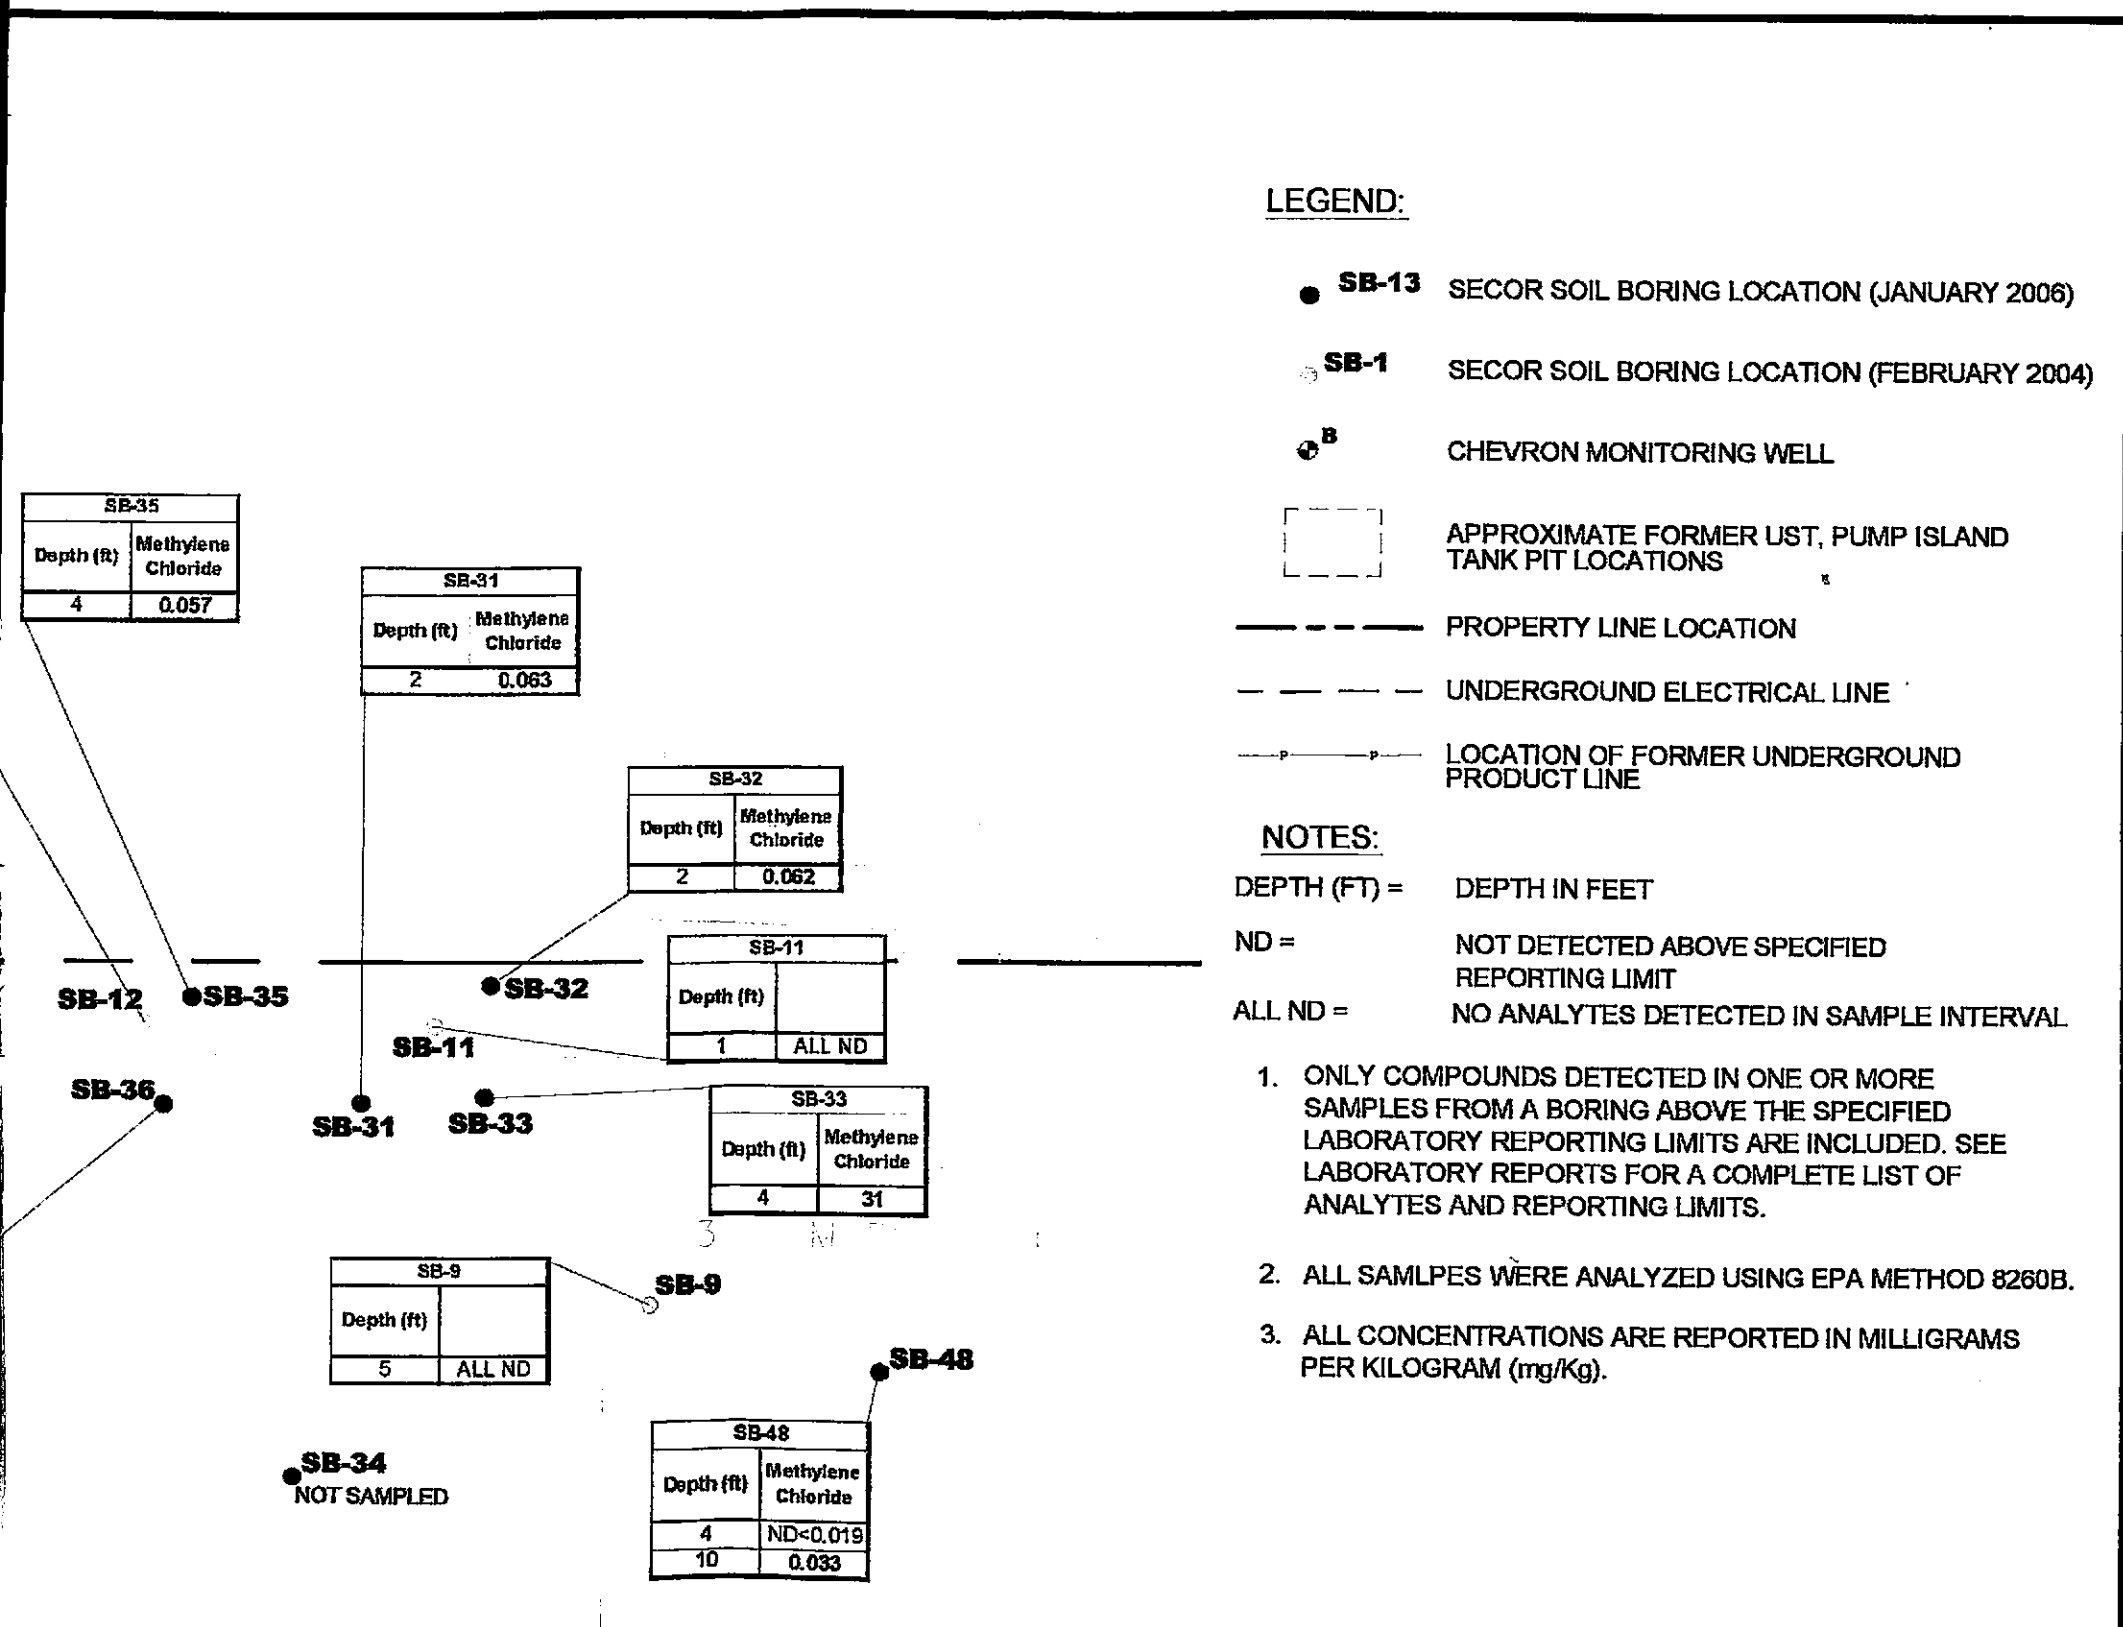 LEGEND:
SB-13 SECOR SOIL BORING LOCATION (JANUARY 2006)
SB-1 SECOR SOIL BORING LOCATION (FEBRUARY 2004)
B CHEVRON MONITORING WELL
APPROXIMATE FORMER UST, PUMP ISLAND
TANK PIT LOCATIONS
PROPERTY LINE LOCATION
UNDERGROUND ELECTRICAL LINE
P P LOCATION OF FORMER UNDERGROUND
PRODUCT LINE
NOTES:
DEPTH (FT) = DEPTH IN FEET
ND = NOT DETECTED ABOVE SPECIFIED
REPORTING LIMIT
ALL ND = NO ANALYTES DETECTED IN SAMPLE INTERVAL
1. ONLY COMPOUNDS DETECTED IN ONE OR MORE
SAMPLES FROM A BORING ABOVE THE SPECIFIED
LABORATORY REPORTING LIMITS ARE INCLUDED. SEE
LABORATORY REPORTS FOR A COMPLETE LIST OF
ANALYTES AND REPORTING LIMITS.
2. ALL SAMLPES WERE ANALYZED USING EPA METHOD 8260B.
3. ALL CONCENTRATIONS ARE REPORTED IN MILLIGRAMS
PER KILOGRAM (mg/Kg).
SB-35
Depth (ft) Methylene
Chloride
4 0.057
SB-31
Depth (ft) Methylene
Chloride
2 0.063
SB-32
Depth (ft) Methylene
Chloride
2 0.062
SB-11
Depth (ft)
1 ALL ND
SB-33
Depth (ft) Methylene
Chloride
4 31
SB-9
Depth (ft)
5 ALL ND
SB-48
Depth (ft) Methylene
Chloride
4 ND<0.019
10 0.033
SB-12
SB-35
SB-32
SB-11
SB-36
SB-31
SB-33
SB-9
SB-48
SB-34
NOT SAMPLED